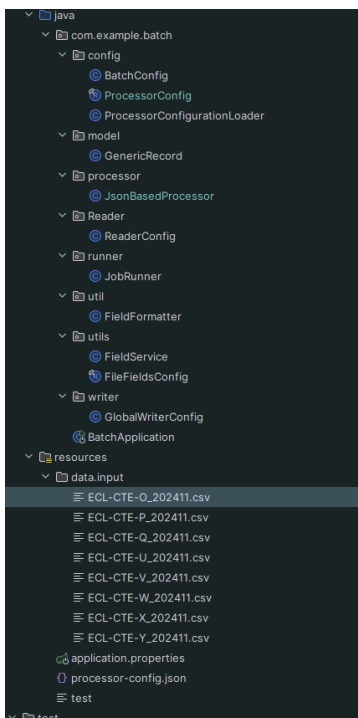 java
com.example.batch
config
BatchConfig
ProcessorConfig
ProcessorConfigurationLoader
model
GenericRecord
processor
JsonBasedProcessor
Reader
ReaderConfig
runner
JobRunner
util
FieldFormatter
utils
FieldService
FileFieldsConfig
writer
GlobalWriterConfig
BatchApplication
resources
data.input
ECL-CTE-O_202411.csv
ECL-CTE-P_202411.csv
ECL-CTE-Q_202411.csv
ECL-CTE-U_202411.csv
ECL-CTE-V_202411.csv
ECL-CTE-W_202411.csv
ECL-CTE-X_202411.csv
ECL-CTE-Y_202411.csv
application.properties
processor-config.json
test
test